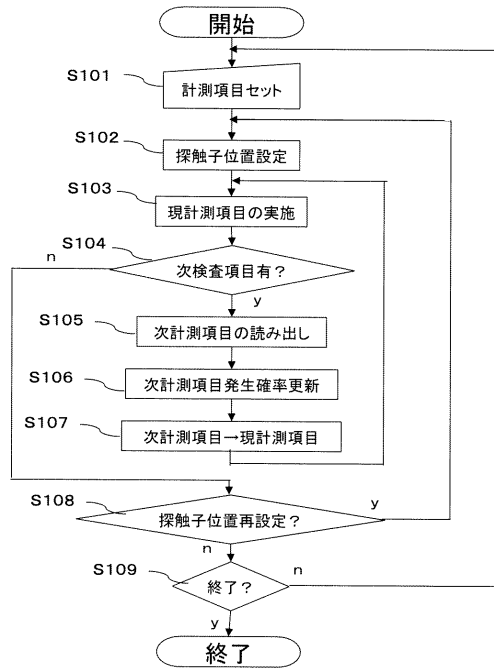 開始
S101
計測項目セット
S102
探触子位置設定
S103
現計測項目の実施
S104
n
次検査項目有？
y
S105
次計測項目の読み出し
S106
次計測項目発生確率更新
S107
次計測項目→現計測項目
S108
y
探触子位置再設定？
n
S109
n
終了？
y
終了